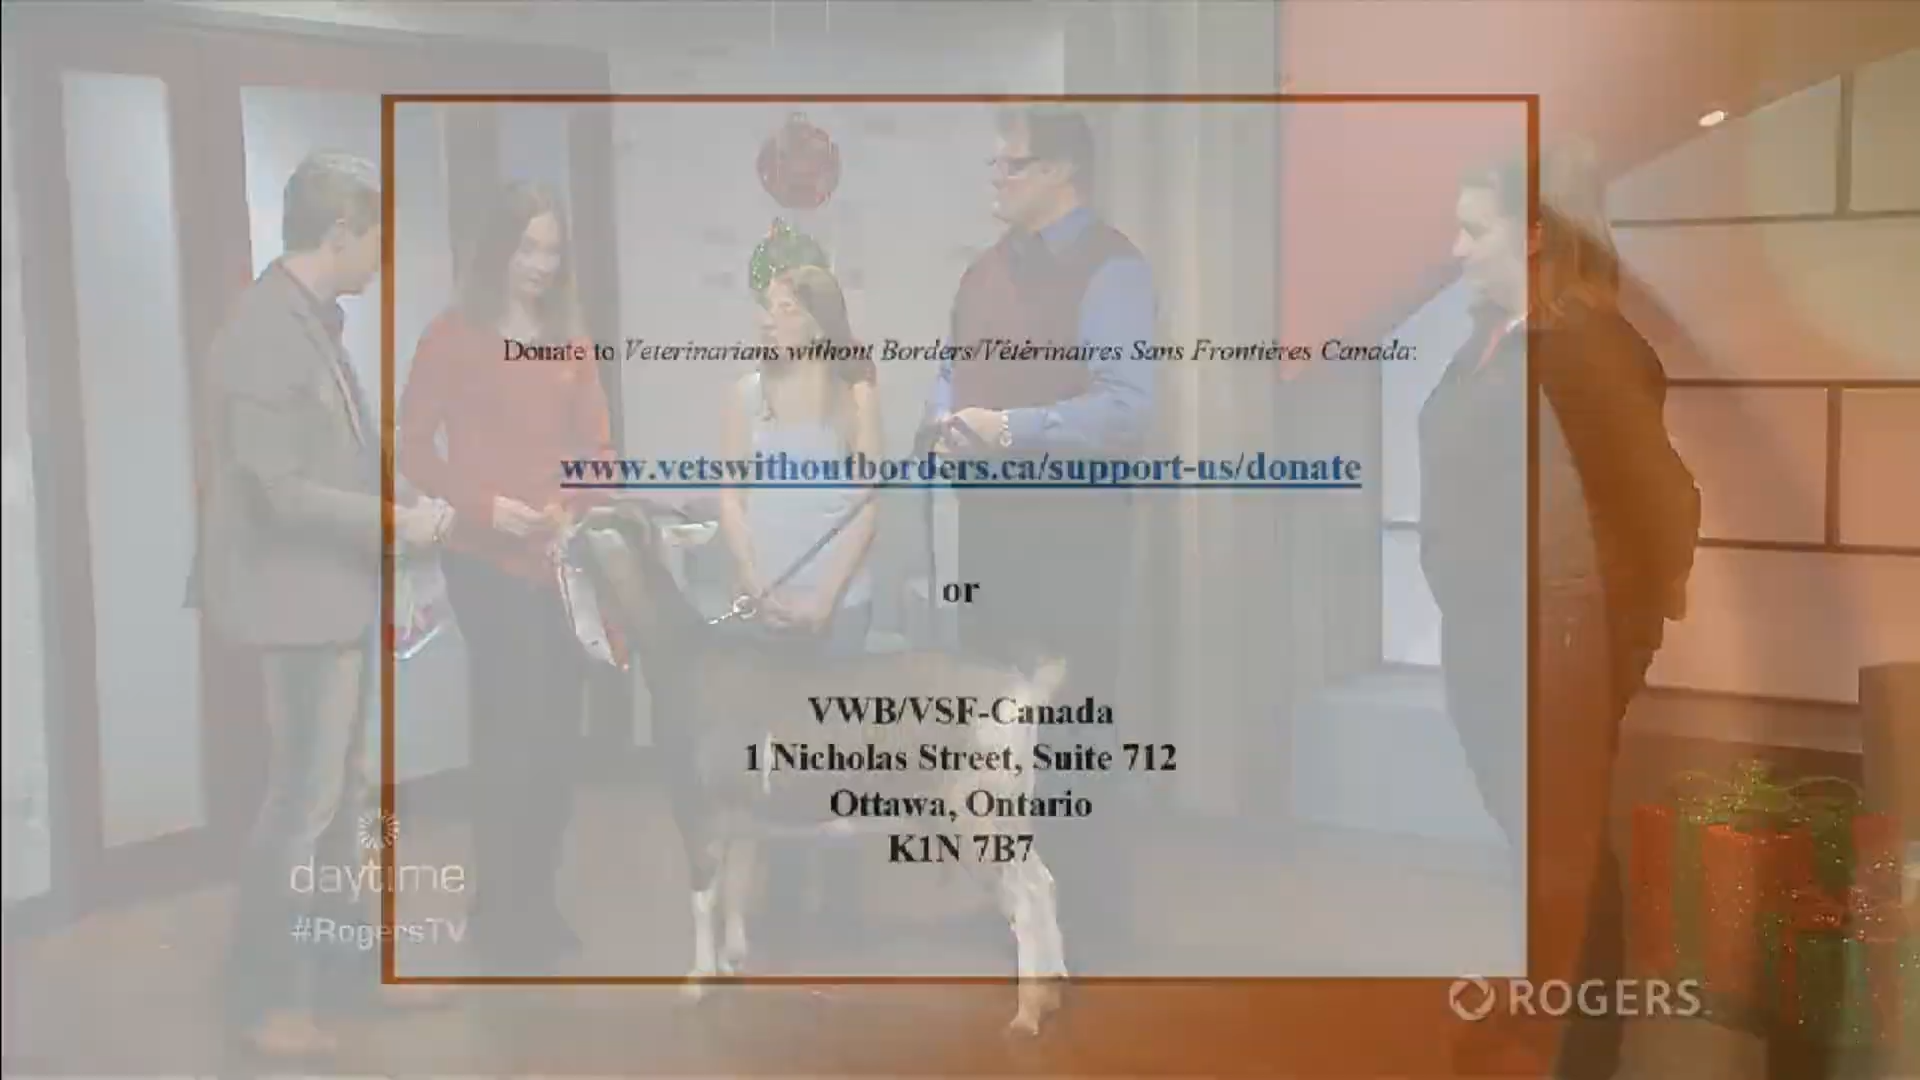 Donate to Veterinarians without Borders/Vétérinaires Sans Frontières Canada:
www.vetswithoutborders.ca/support-us/donate
or
VWB/VSF-Canada
1 Nicholas Street, Suite 712
Ottawa, Ontario
K1N 7B7
daytime
#RogersTV
ROGERS